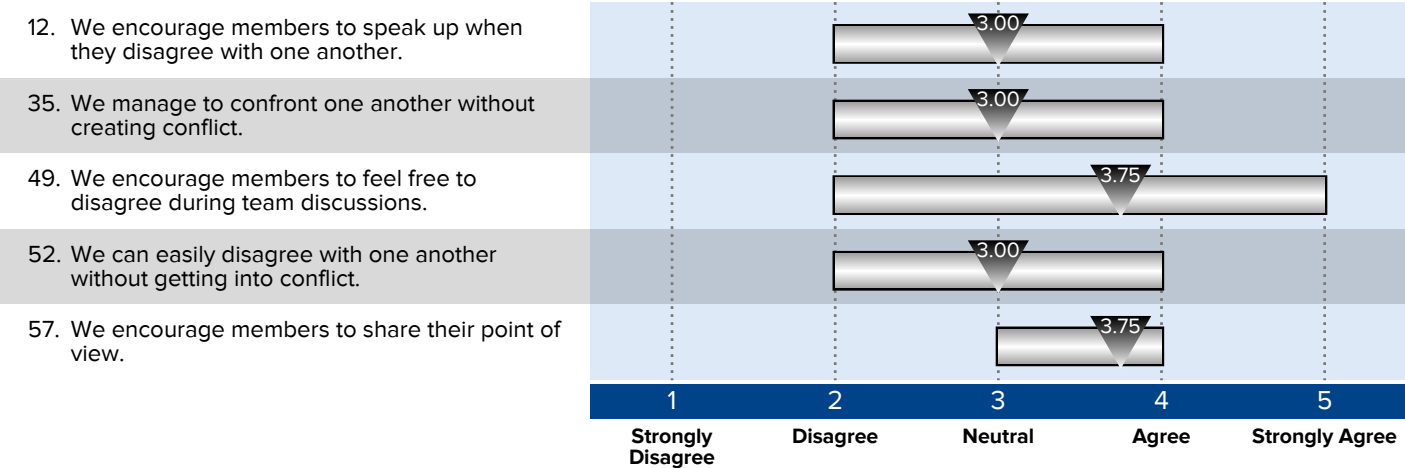 12. We encourage members to speak up when
they disagree with one another.
3.00
35. We manage to confront one another without
creating conflict.
3.00
49. We encourage members to feel free to
disagree during team discussions.
3.75
52. We can easily disagree with one another
without getting into conflict.
3.00
57. We encourage members to share their point of
view.
3.75
1 2 3 4 5
Strongly Disagree Neutral Agree Strongly Agree
Disagree